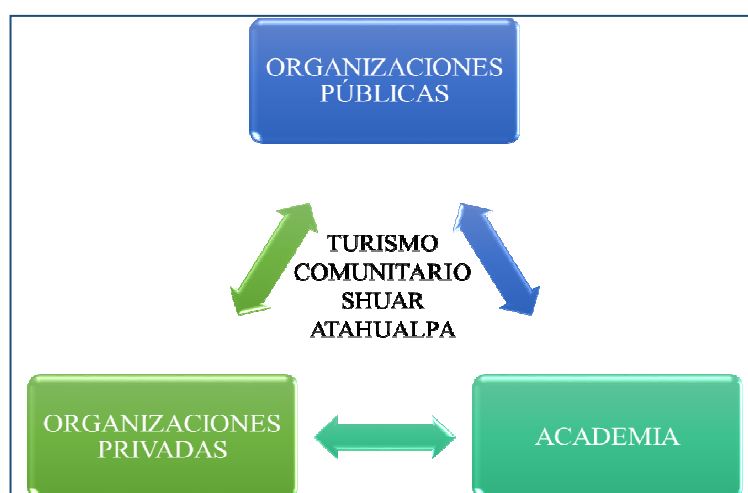 ORGANIZACIONES
PÚBLICAS
TURISMO
COMUNITARIO
SHUAR
ATAHUALPA
ORGANIZACIONES
PRIVADAS
ACADEMIA